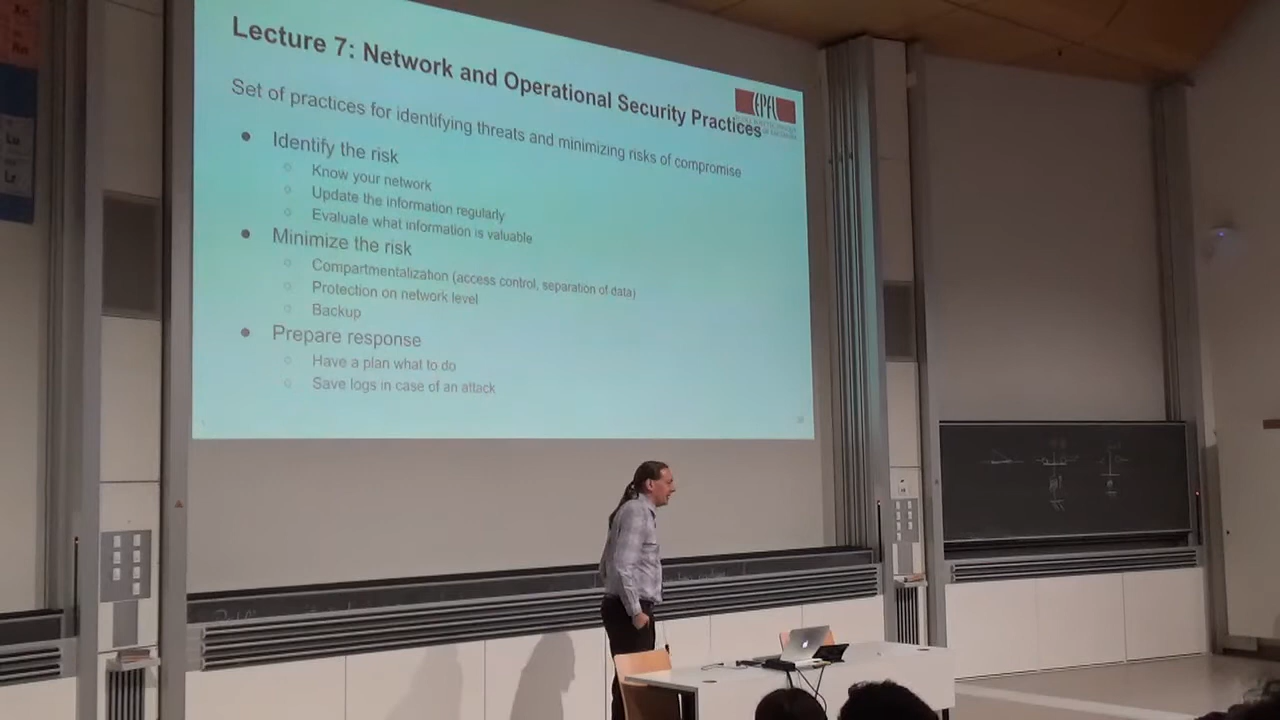 Lecture 7: Network and Operational Security Practices
EPFL
Set of practices for identifying threats and minimizing risks of compromise
● Identify the risk
○ Know your network
○ Update the information regularly
○ Evaluate what information is valuable
● Minimize the risk
○ Compartmentalization (access control, separation of data)
○ Protection on network level
○ Backup
● Prepare response
○ Have a plan what to do
○ Save logs in case of an attack
Lu
Lr